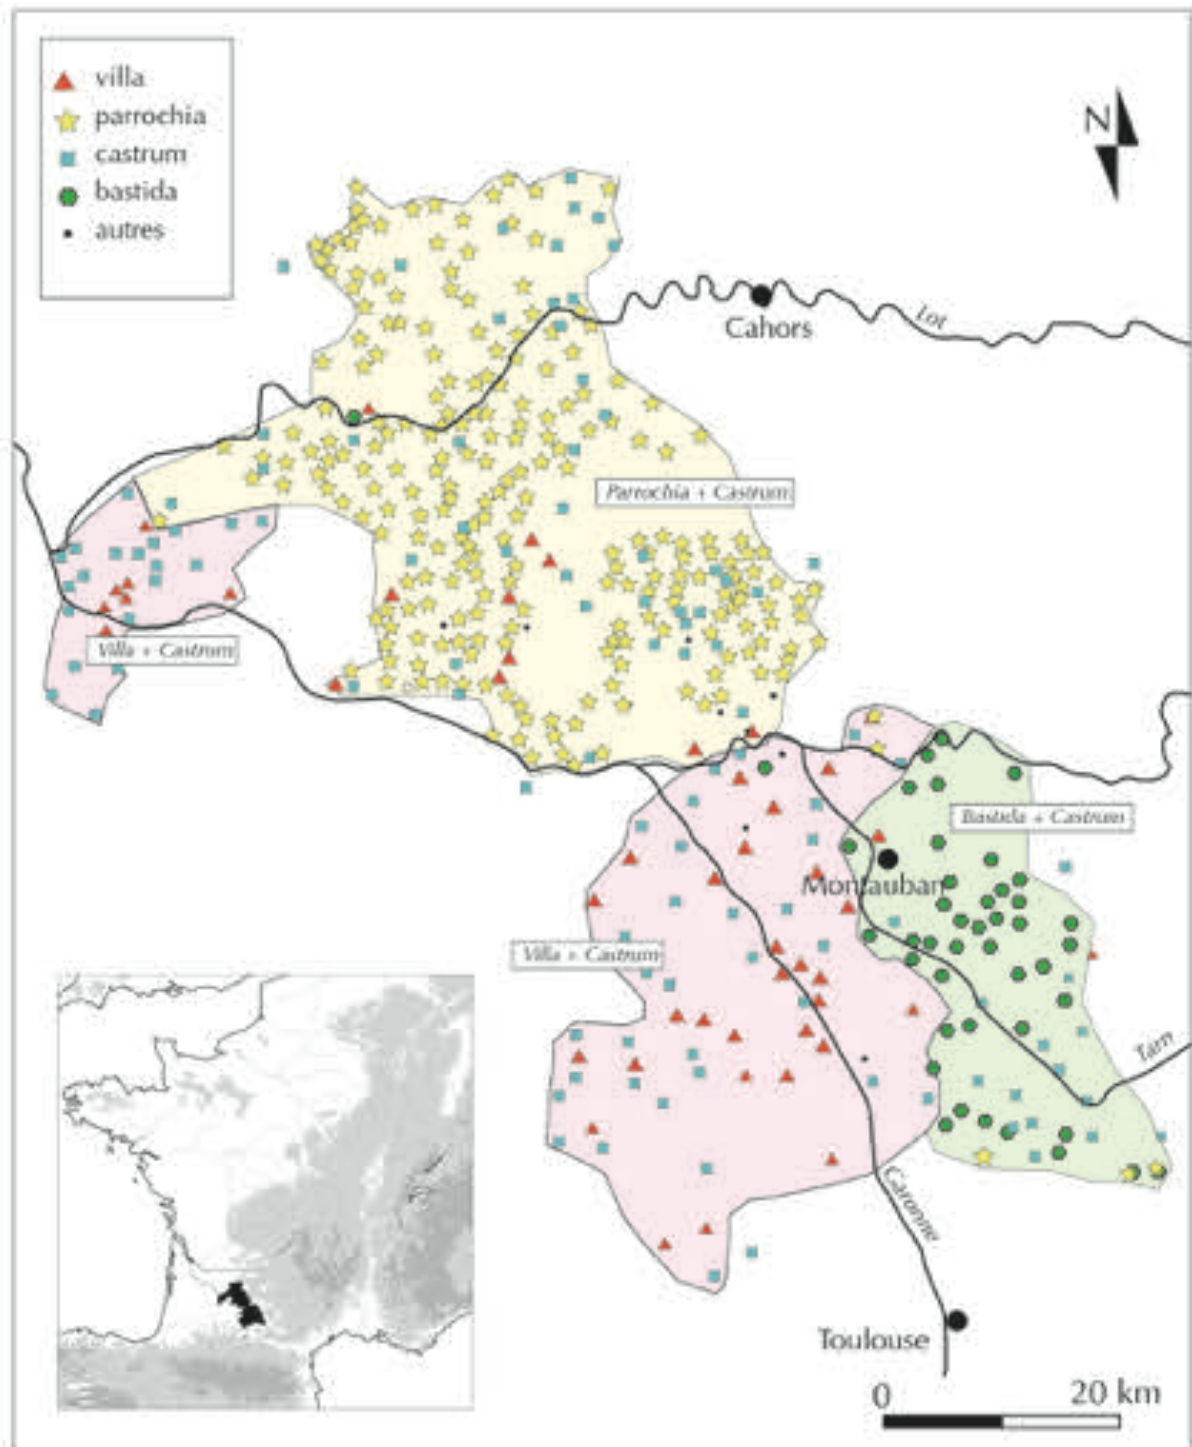 villa
parrochia
castrum
bastida
autres
N
Cahors
Lot
Parrochia + Castrum
Villa + Castrum
Bastida + Castrum
Montauban
Villa + Castrum
Tarn
Garonne
Toulouse
0 20 km